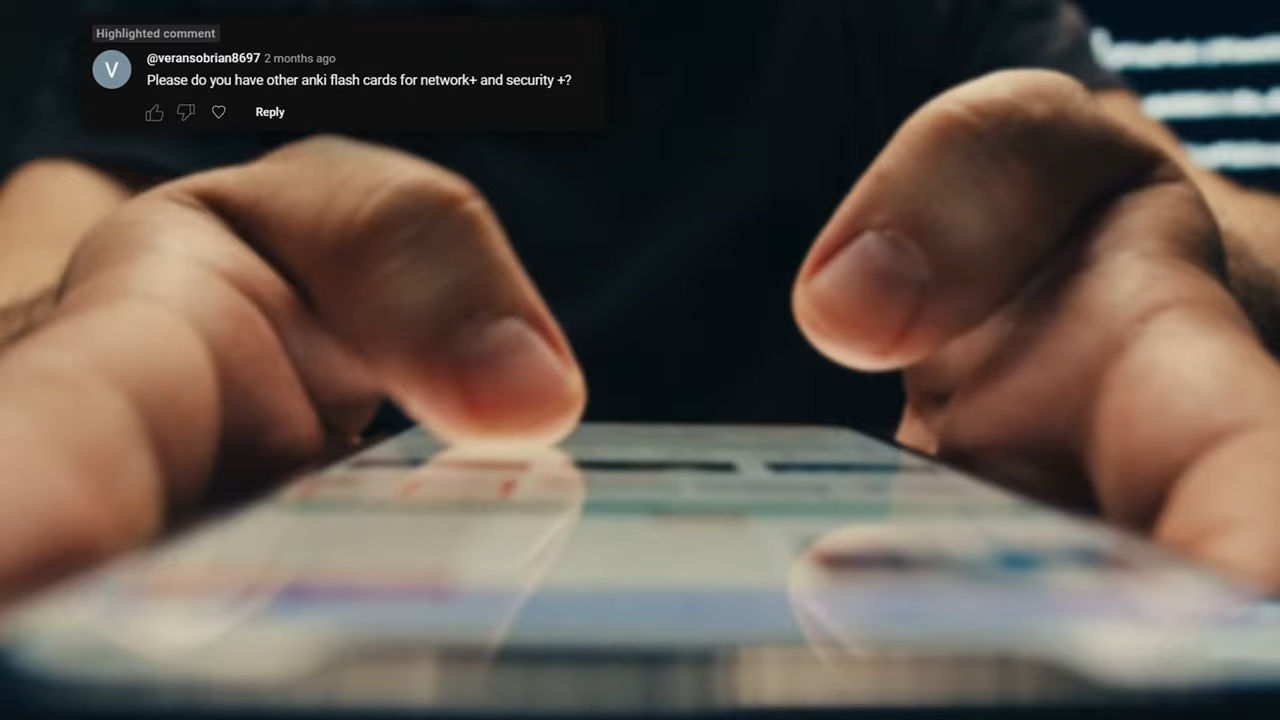 Highlighted comment
@veransobrian8697 2 months ago
Please do you have other anki flash cards for network+ and security +?
Reply